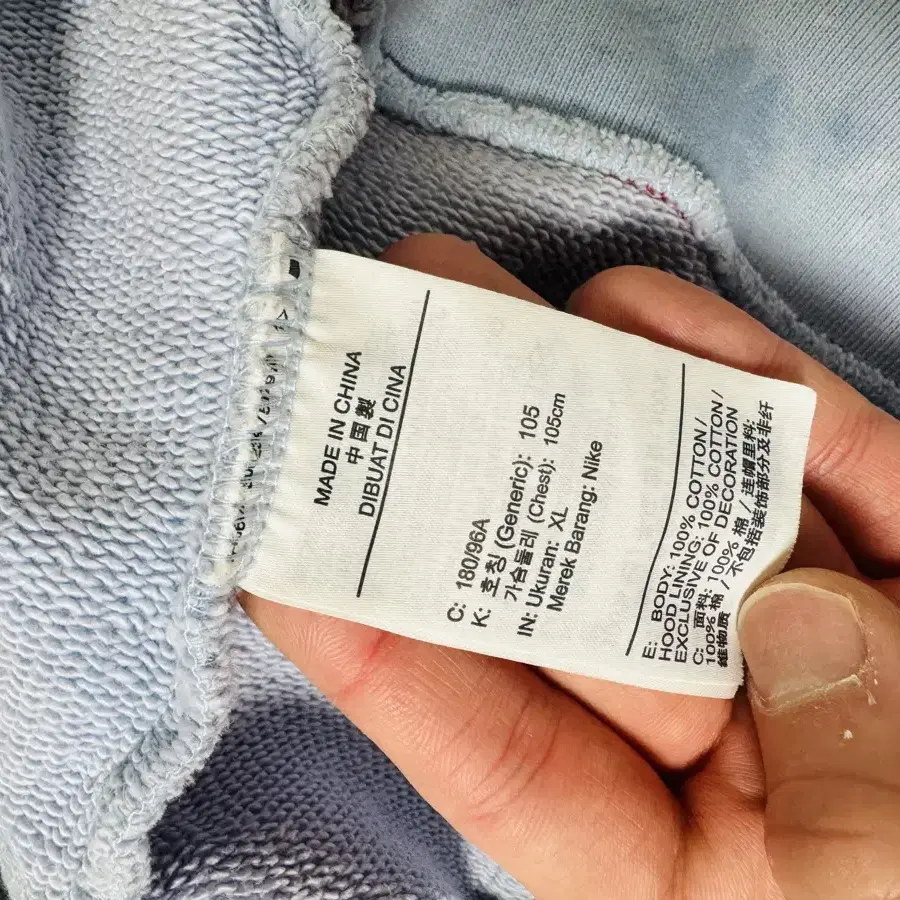 MADE IN CHINA
中国製
DIBUAT DI CINA
C: 180/96A
K: 호칭 (Generic): 105
가슴둘레 (Chest): 105cm
IN: Ukuran: XL
Merek Barang: Nike
E: BODY: 100% COTTON /
HOOD LINING: 100% COTTON /
EXCLUSIVE OF DECORATION
C: 面料: 100% 棉 / 连帽里料:
100% 棉 / 不包括装饰部分及非纤
維物质